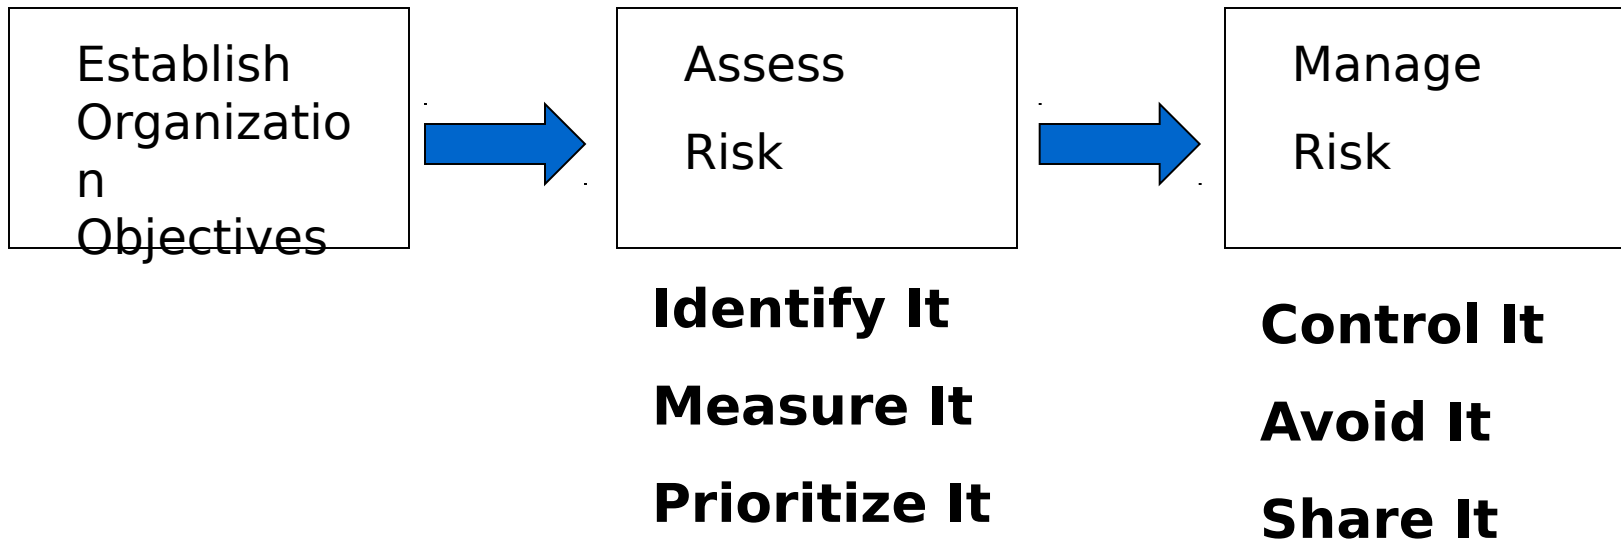 Establish
Organizatio
n
Objectives
Assess
Risk
Manage
Risk
Identify It
Measure It
Prioritize It
Control It
Avoid It
Share It